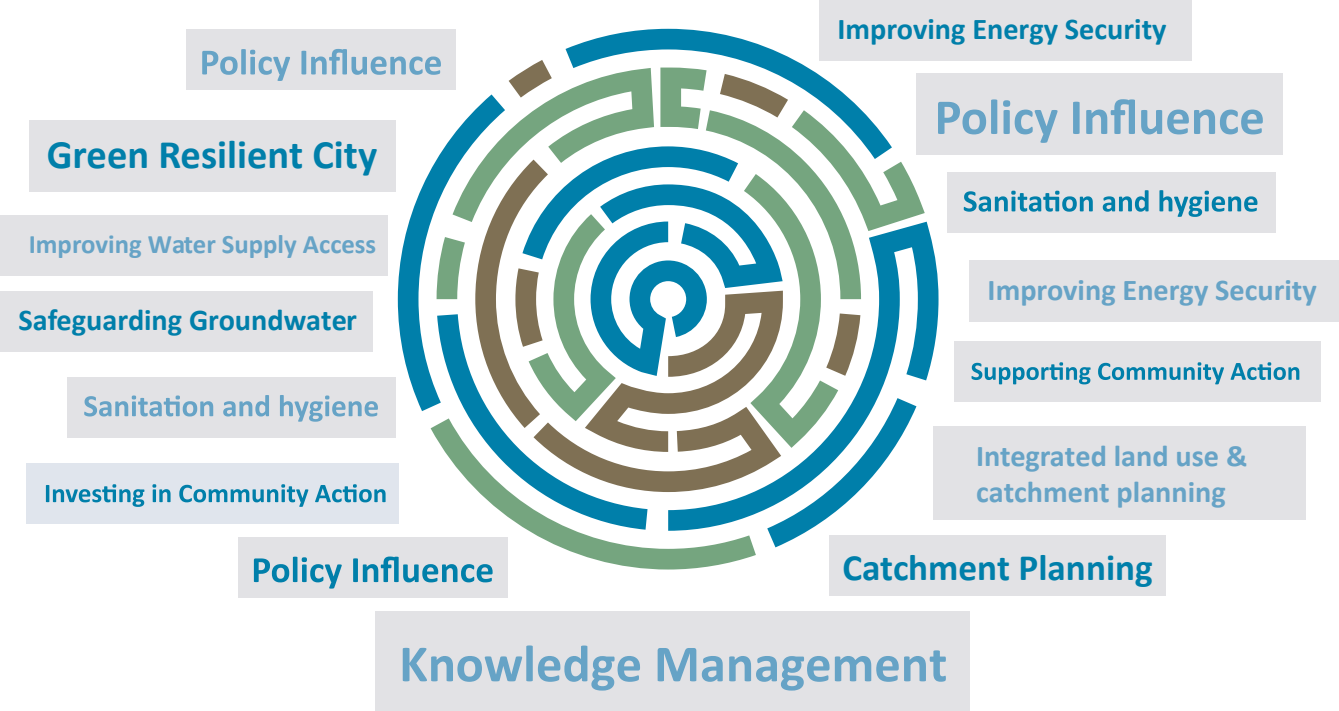 Improving Energy Security
Policy Influence
Policy Influence
Green Resilient City
Sanitation and hygiene
Improving Water Supply Access
Improving Energy Security
Safeguarding Groundwater
Supporting Community Action
Sanitation and hygiene
Integrated land use &
catchment planning
Investing in Community Action
Policy Influence
Catchment Planning
Knowledge Management